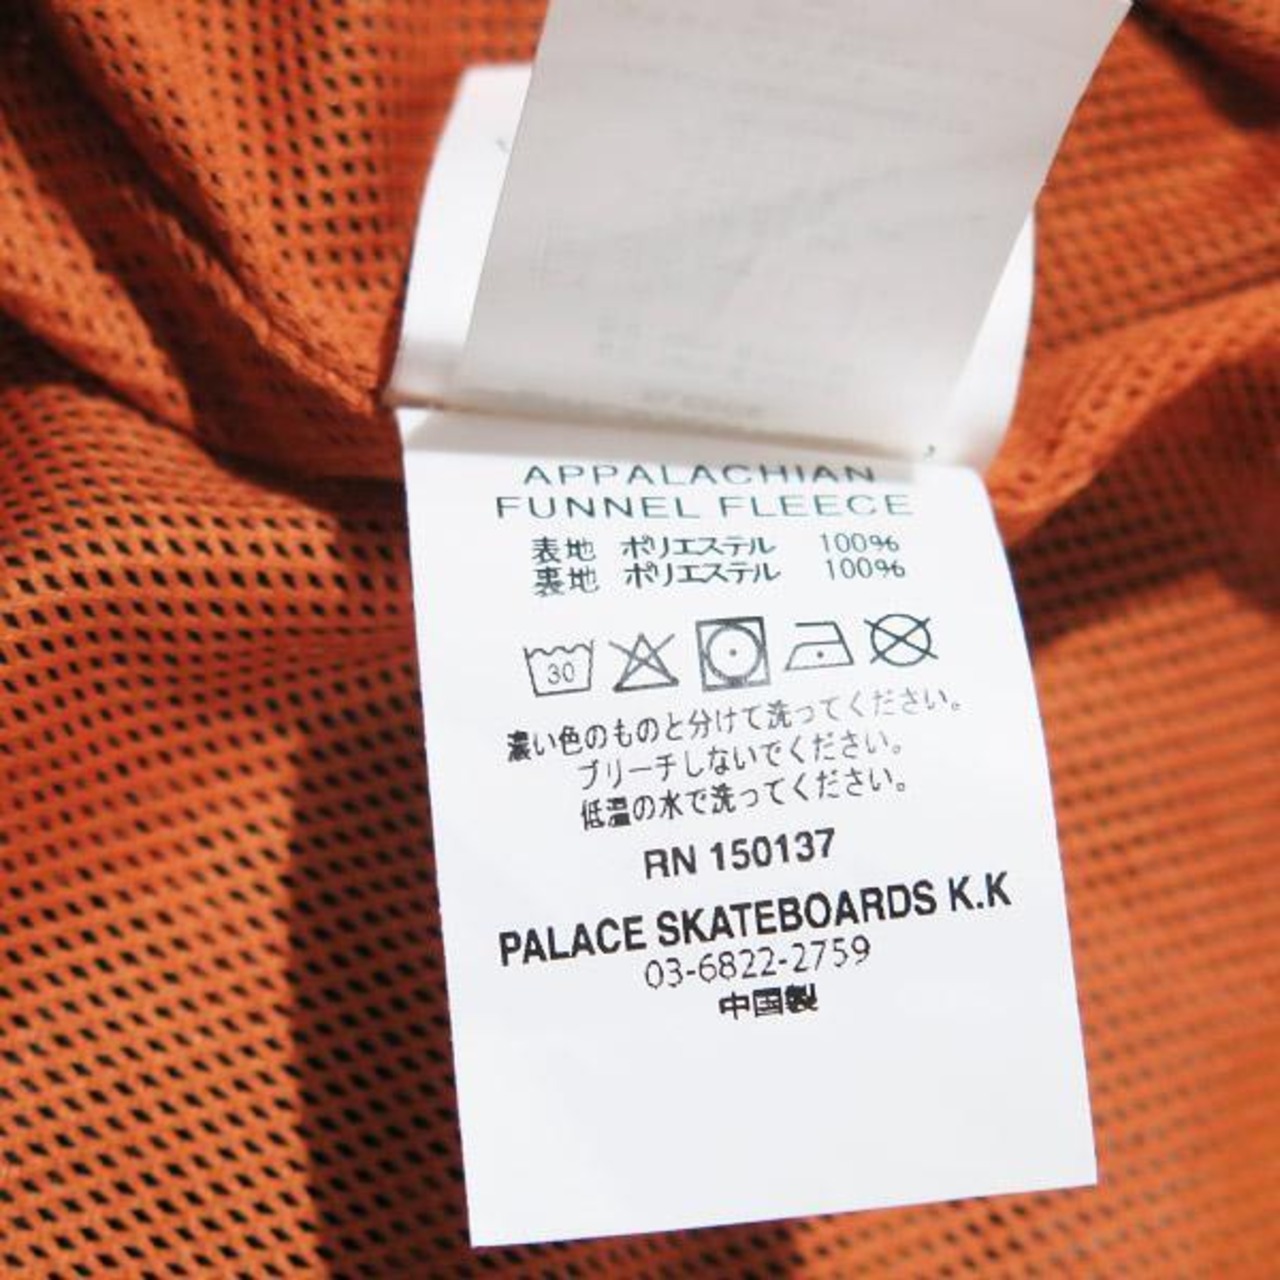 APPALACHIAN
FUNNEL FLEECE
表地 ポリエステル 100%
裏地 ポリエステル 100%
30
濃い色のものと分けて洗ってください。
ブリーチしないでください。
低温の水で洗ってください。
RN 150137
PALACE SKATEBOARDS K.K
03-6822-2759
中国製